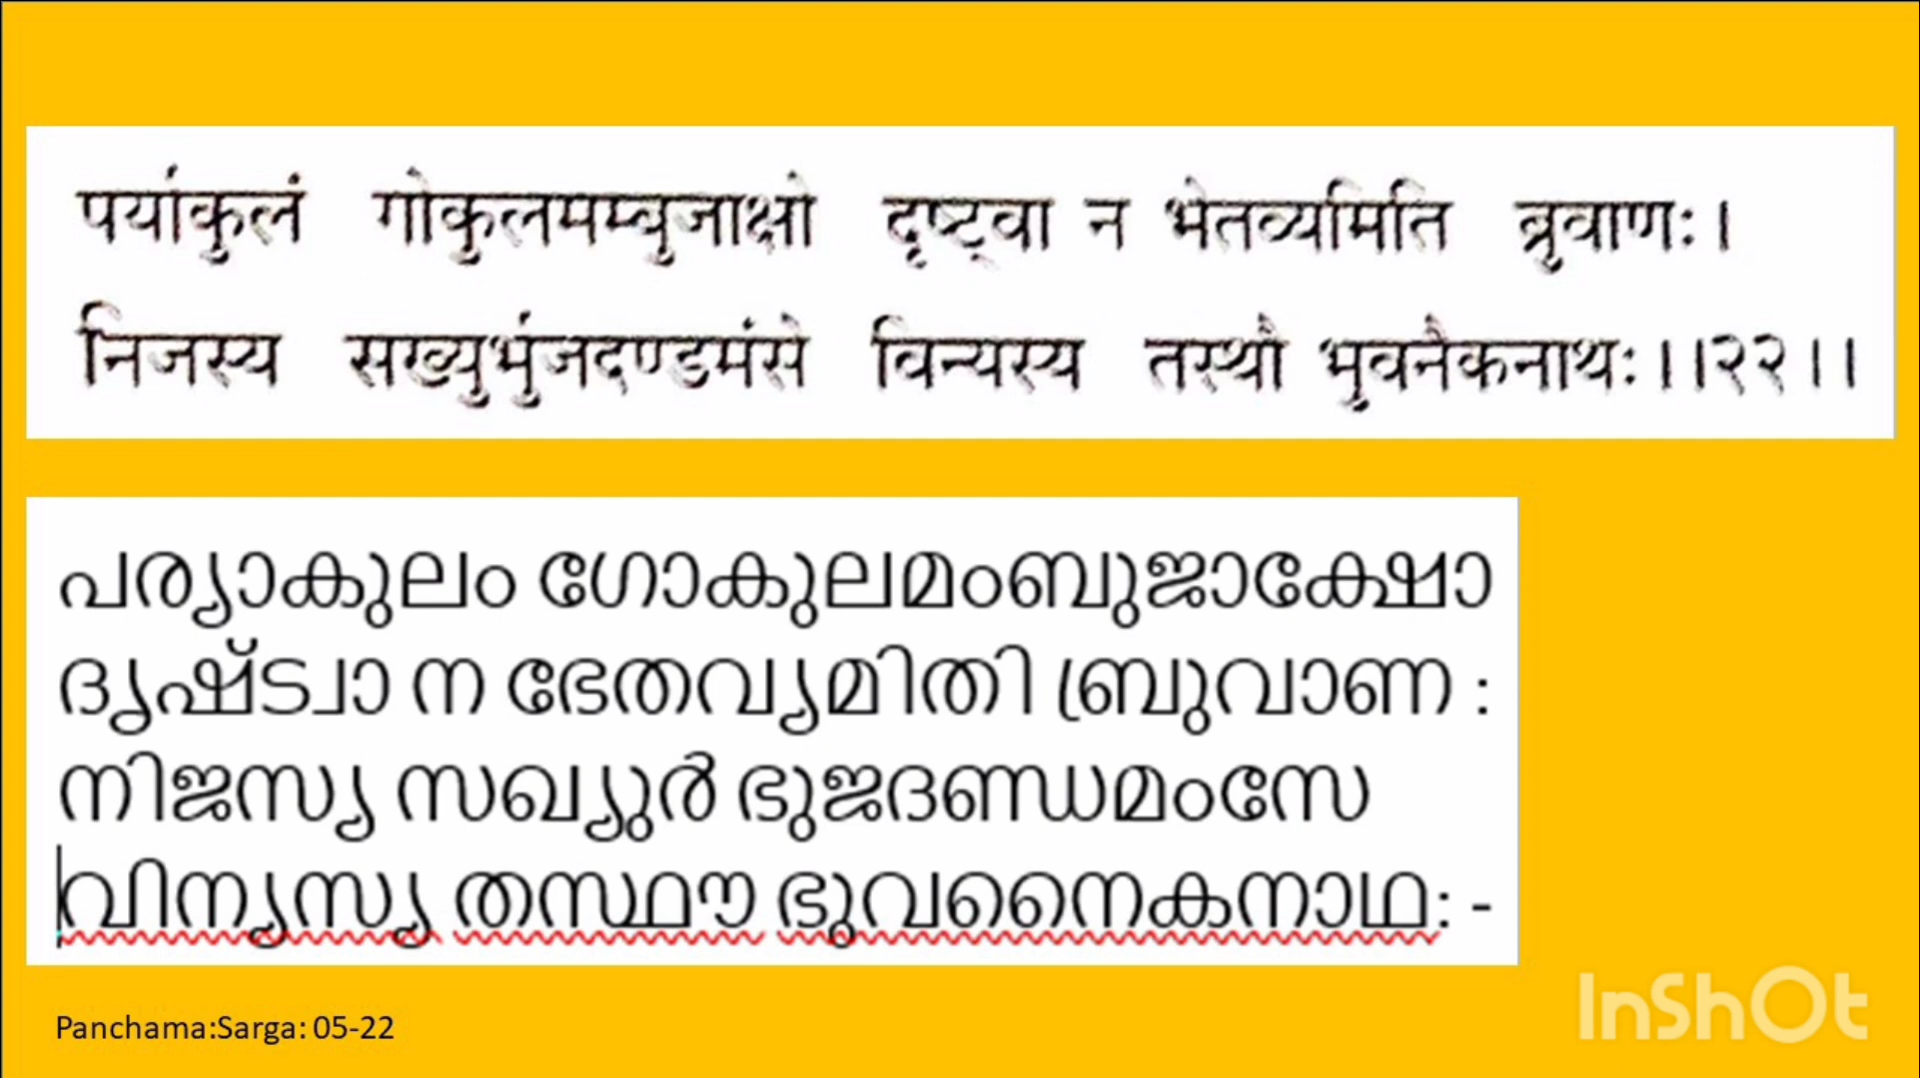 पर्याकुलं गोकुलमम्बुजाक्षो दृष्ट्वा न भेतव्यमिति ब्रुवाणः।
निजस्य सख्युर्भुजदण्डमंसे विन्यस्य तस्थौ भुवनैकनाथः।।२२।।
പര്യാകുലം ഗോകുലമംബുജാക്ഷോ
ദൃഷ്ട്വാ ന ഭേതവ്യമിതി ബ്രുവാണ :
നിജസ്യ സഖ്യുർ ഭുജദണ്ഡമംസേ
വിന്യസ്യ തസ്ഥൗ ഭുവനൈകനാഥ: -
Panchama:Sarga: 05-22
InShOt